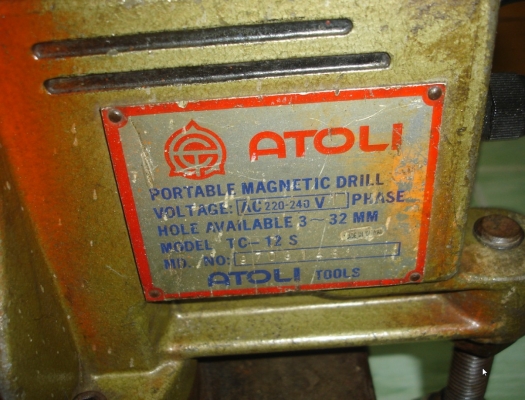 ATOLI
PORTABLE MAGNETIC DRILL
VOLTAGE: AC 220-240 V PHASE
HOLE AVAILABLE 3~32 MM
MODEL TC-12 S
MO. NO:
ATOLI TOOLS